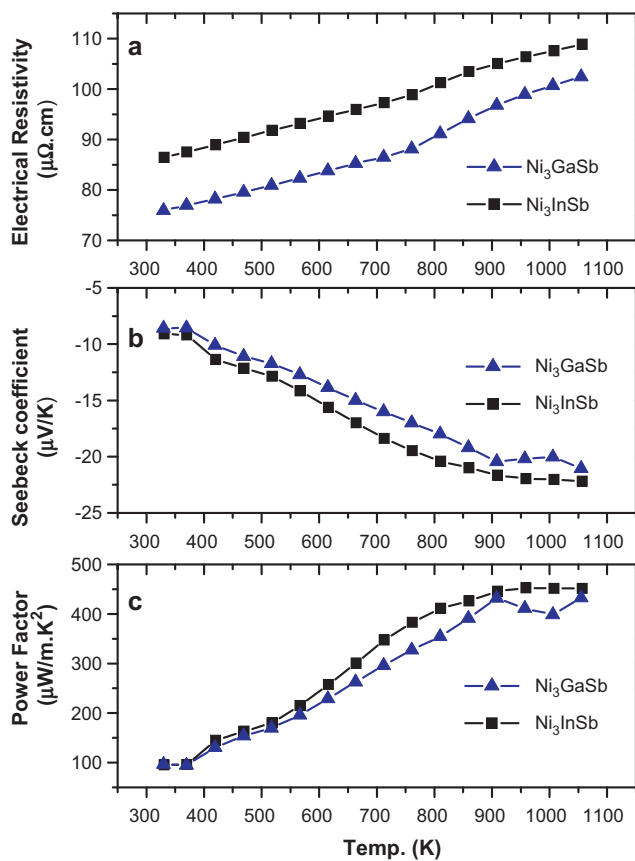 a
Electrical Resistivity
(μΩ.cm)
110
100
90
80
70
Ni₃GaSb
Ni₃InSb
300 400 500 600 700 800 900 1000 1100
b
Seebeck coefficient
(μV/K)
-5
-10
-15
-20
-25
Ni₃GaSb
Ni₃InSb
300 400 500 600 700 800 900 1000 1100
c
Power Factor
(μW/m.K²)
500
400
300
200
100
Ni₃GaSb
Ni₃InSb
300 400 500 600 700 800 900 1000 1100
Temp. (K)